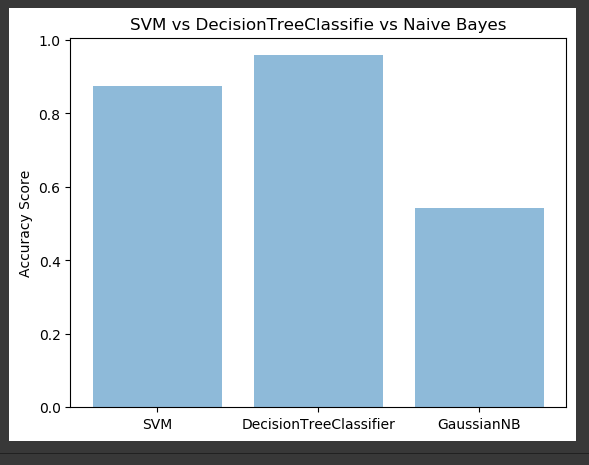 SVM vs DecisionTreeClassifie vs Naive Bayes
1.0
0.8
0.6
0.4
0.2
0.0
Accuracy Score
SVM DecisionTreeClassifier GaussianNB